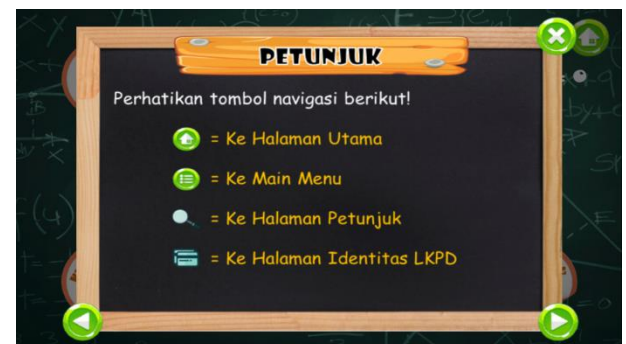 PETUNJUK
Perhatikan tombol navigasi berikut!
= Ke Halaman Utama
= Ke Main Menu
= Ke Halaman Petunjuk
= Ke Halaman Identitas LKPD